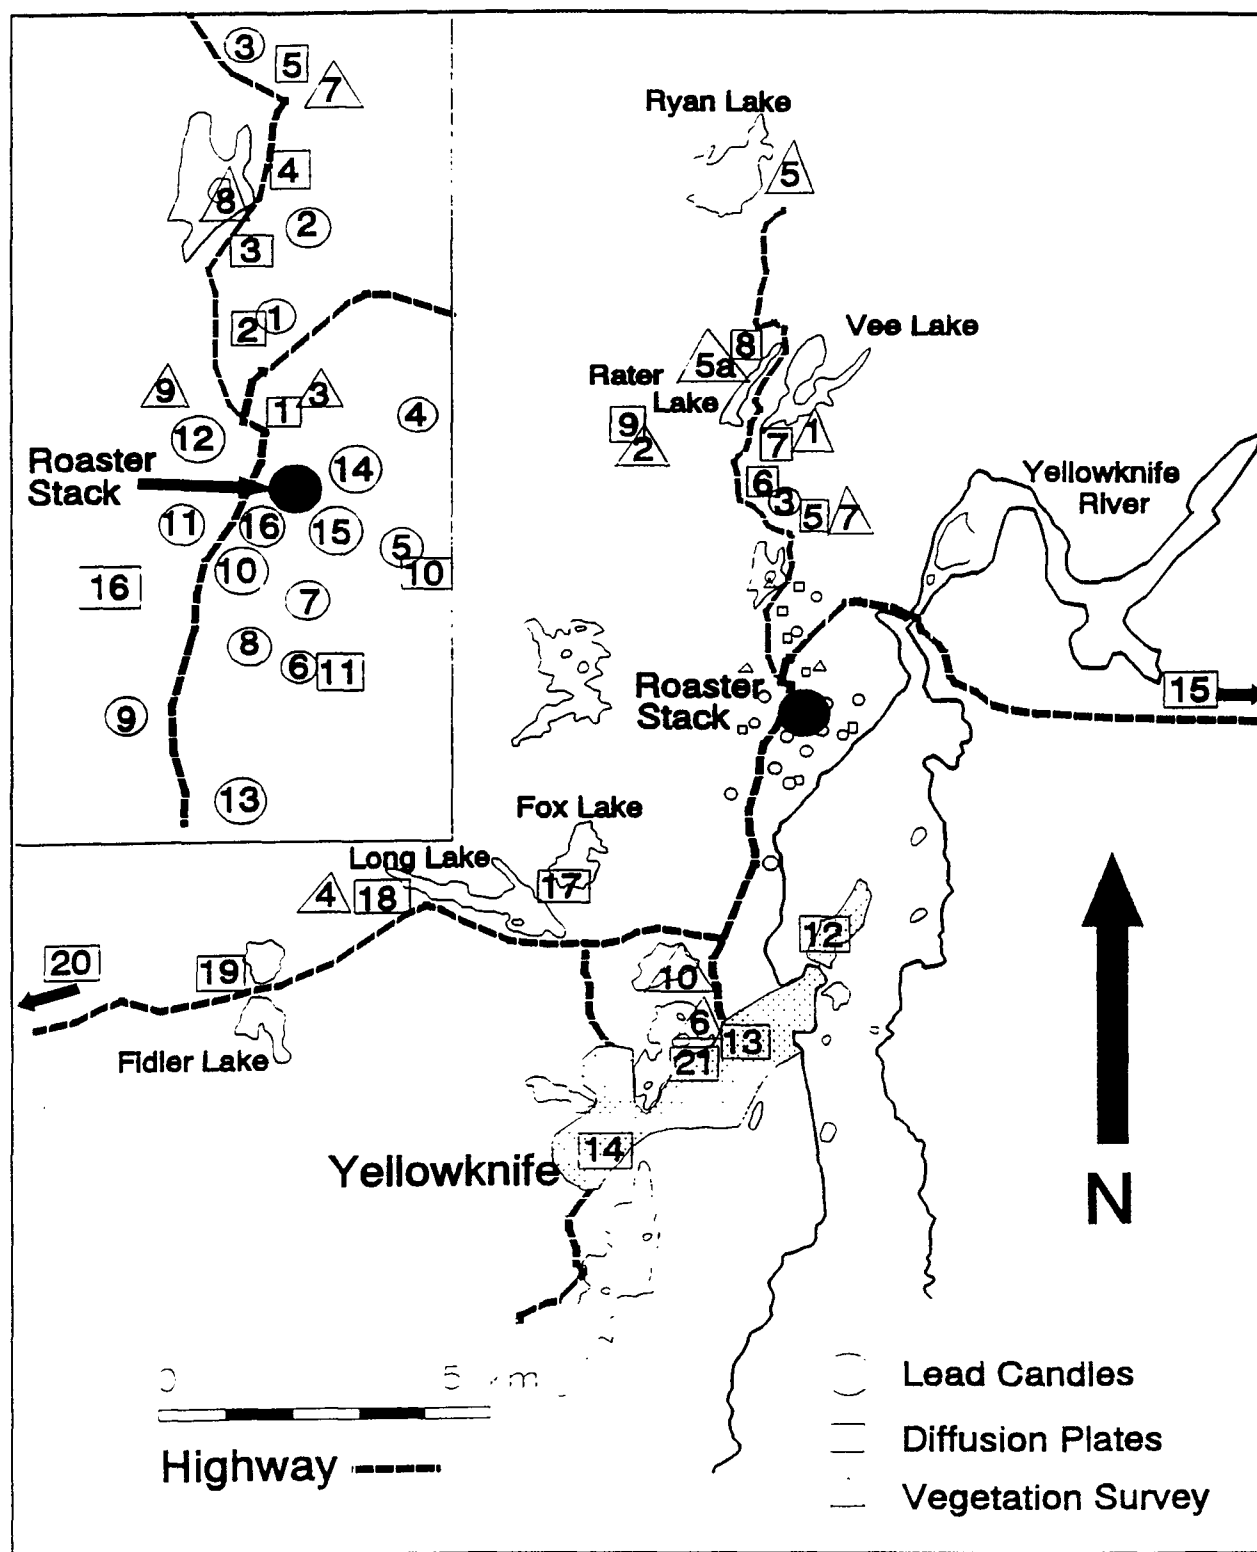 3
5
7
4
8
2
3
1
2
9
1
3
4
12
14
Roaster
Stack
11
16
15
5
10
10
16
7
8
6
11
9
13
Ryan Lake
5
Vee Lake
8
5a
Rater
Lake
9
2
7
1
6
3
5
7
Yellowknife
River
15
Roaster
Stack
Fox Lake
Long Lake
17
4
18
12
20
19
10
6
13
21
Fidler Lake
14
Yellowknife
N
0
5
Highway
Lead Candles
Diffusion Plates
Vegetation Survey